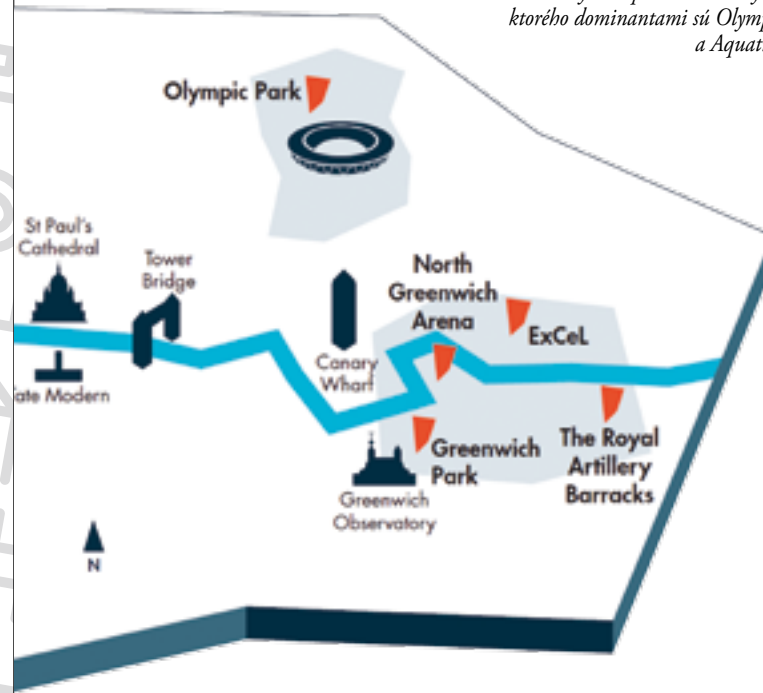 ktorého dominantami sú Olymp
a Aquat
Olympic Park
St Paul's
Cathedral
Tower
Bridge
North
Greenwich
Arena
ExCeL
Canary
Wharf
ate Modern
The Royal
Artillery
Barracks
Greenwich
Park
Greenwich
Observatory
N